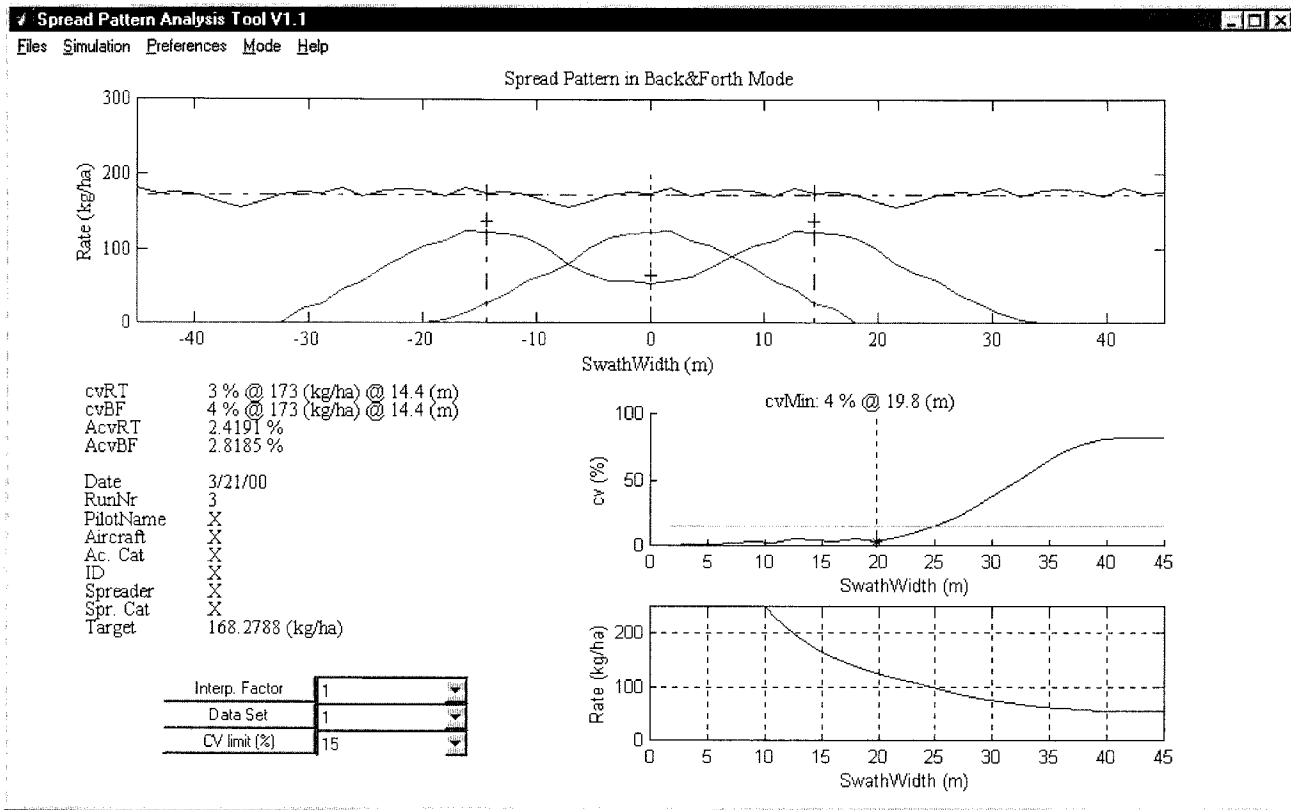 Spread Pattern Analysis Tool V1.1
Files Simulation Preferences Mode Help
Spread Pattern in Back&Forth Mode
300
200
100
0
Rate (kg/ha)
-40 -30 -20 -10 0 10 20 30 40
SwathWidth (m)
cvRT 3 % @ 173 (kg/ha) @ 14.4 (m)
cvBF 4 % @ 173 (kg/ha) @ 14.4 (m)
AcvRT 2.4191 %
AcvBF 2.8185 %
Date 3/21/00
RunNr 3
PilotName X
Aircraft X
Ac. Cat X
ID X
Spreader X
Spr. Cat X
Target 168.2788 (kg/ha)
Interp. Factor 1
Data Set 1
CV limit (%) 15
cvMin: 4 % @ 19.8 (m)
100
50
0
cv (%)
0 5 10 15 20 25 30 35 40 45
SwathWidth (m)
200
100
0
Rate (kg/ha)
0 5 10 15 20 25 30 35 40 45
SwathWidth (m)